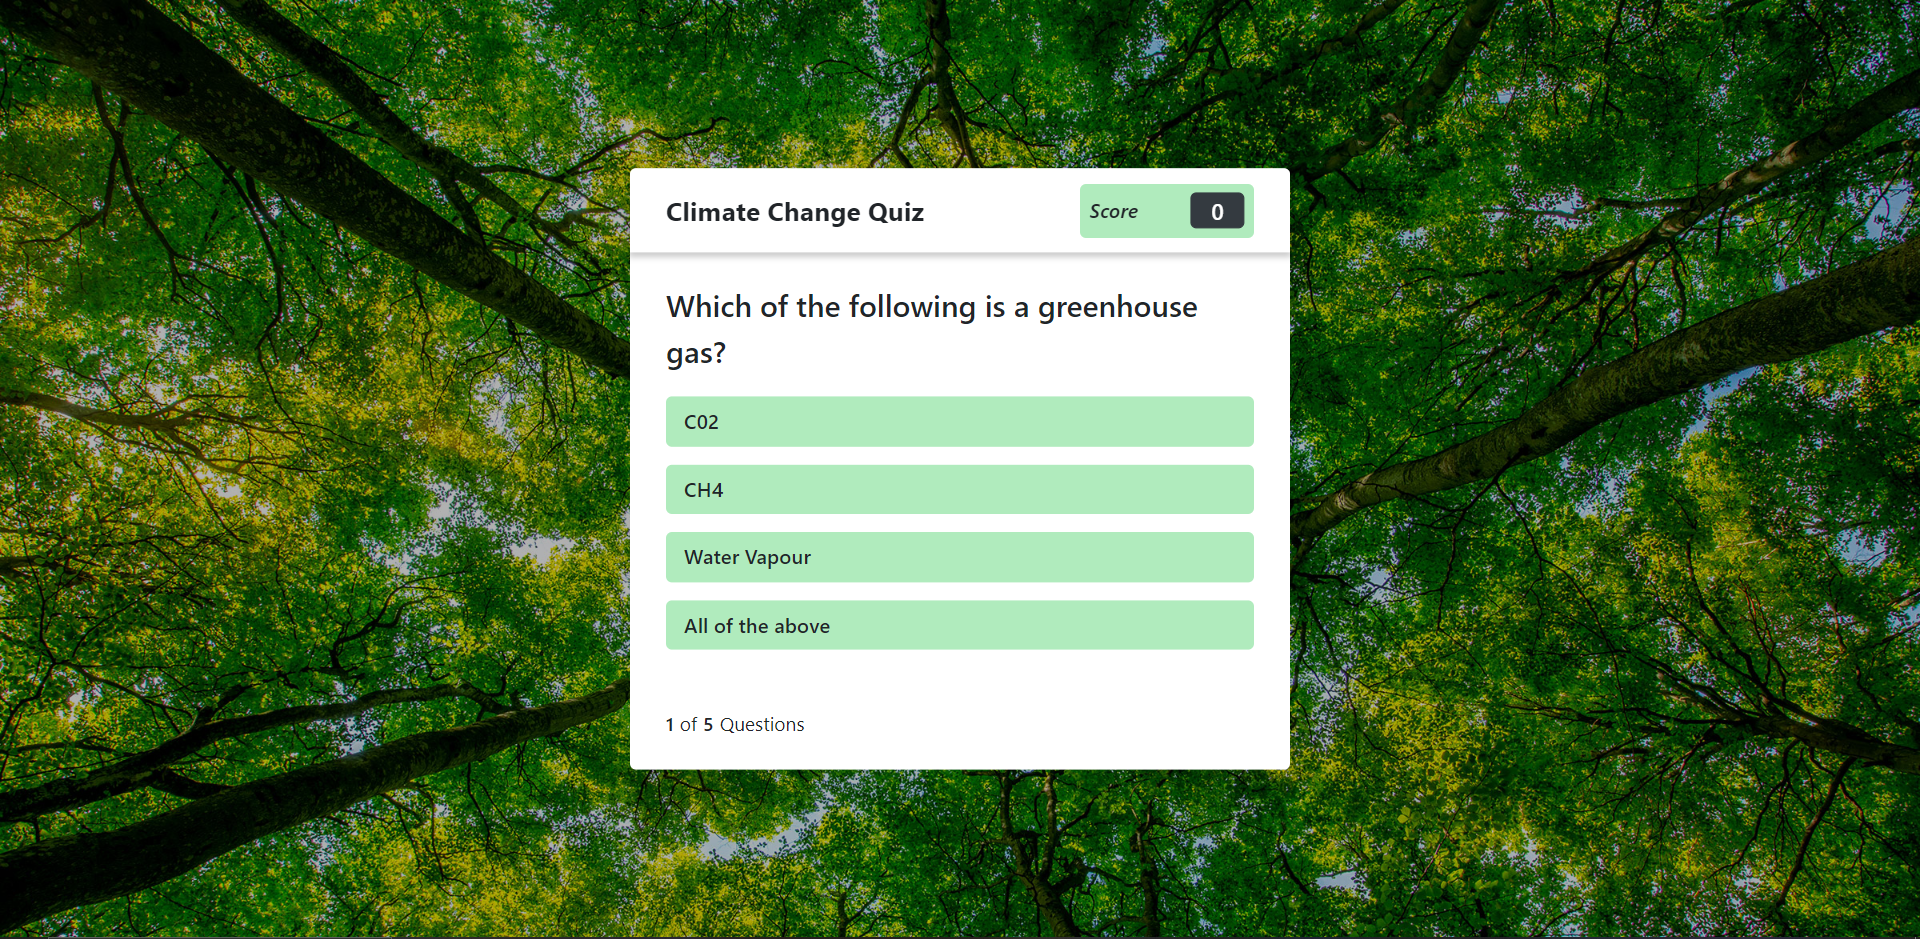 Climate Change Quiz
Score 0
Which of the following is a greenhouse
gas?
C02
CH4
Water Vapour
All of the above
1 of 5 Questions